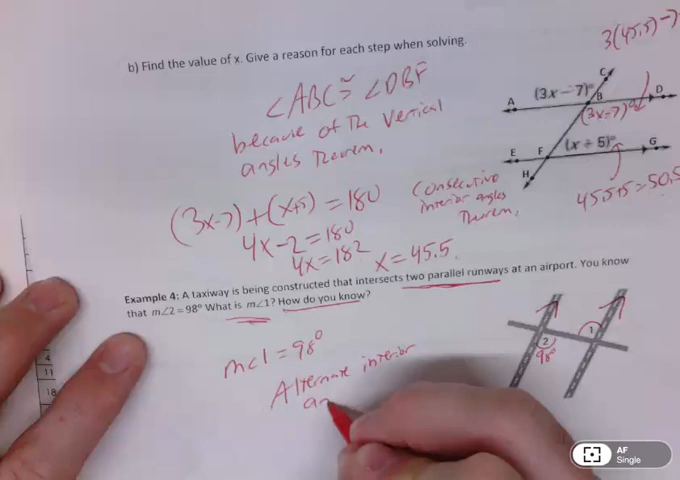 b) Find the value of x. Give a reason for each step when solving.
∠ABC ≅ ∠DBF
because of The Vertical
angles Theorem.
(3x-7)+(x+5) = 180
4x-2=180
4x=182
x=45.5
Consecutive
interior angles
Theorem.
3(45.5)-7
C
(3x - 7)°
A
B
D
(3x-7)°
E
F
(x + 5)°
G
H
45.5+5=50.5
Example 4: A taxiway is being constructed that intersects two parallel runways at an airport. You know
that m∠2 = 98° What is m∠1? How do you know?
m<1 = 98°
Alternate interior
an
2
1
98°
4
11
18
AF
Single